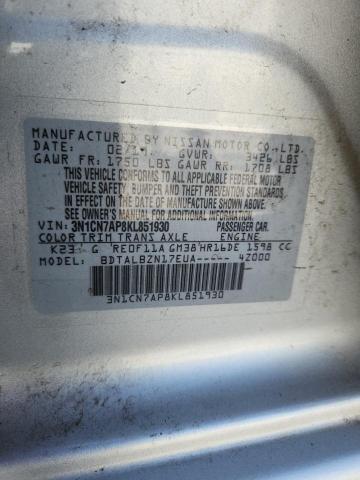 MANUFACTURED BY NISSAN MOTOR CO.,LTD.
GVWR: 3426 LBS
GAWR FR: 1750 LBS GAWR RR: 1708 LBS
THIS VEHICLE CONFORMS TO ALL APPLICABLE FEDERAL MOTOR
VEHICLE SAFETY, BUMPER AND THEFT PREVENTION STANDARDS
IN EFFECT ON THE DATE OF MANUFACTURE SHOWN ABOVE.
SEE OWNER'S MANUAL FOR ADDITIONAL INFORMATION.
VIN: 3N1CN7AP8KL851930 PASSENGER CAR.
COLOR TRIM TRANS AXLE ENGINE
K23 G RE0F11A GM38 HR16DE 1598 CC
MODEL: BDTALBZN17EUA----- 4Z000
3N1CN7AP8KL851930